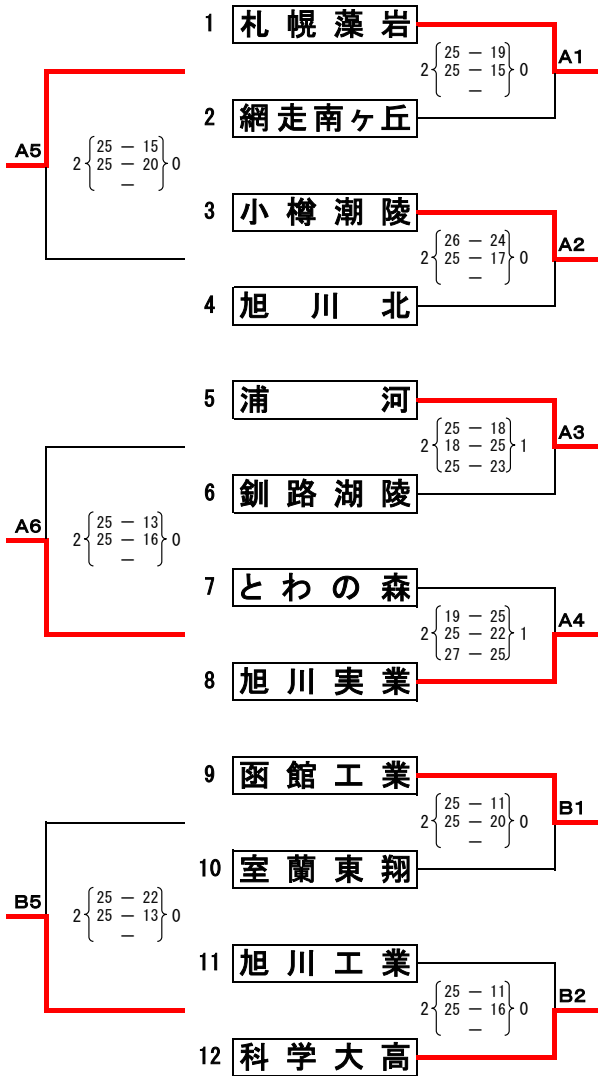 1 札幌藻岩
25 － 19
2 25 － 15 0
－
A1
2 網走南ヶ丘
A5
25 － 15
2 25 － 20 0
－
3 小樽潮陵
26 － 24
2 25 － 17 0
－
A2
4 旭川北
5 浦河
25 － 18
2 18 － 25 1
25 － 23
A3
6 釧路湖陵
A6
25 － 13
2 25 － 16 0
－
7 とわの森
19 － 25
2 25 － 22 1
27 － 25
A4
8 旭川実業
9 函館工業
25 － 11
2 25 － 20 0
－
B1
10 室蘭東翔
B5
25 － 22
2 25 － 13 0
－
11 旭川工業
25 － 11
2 25 － 16 0
－
B2
12 科学大高